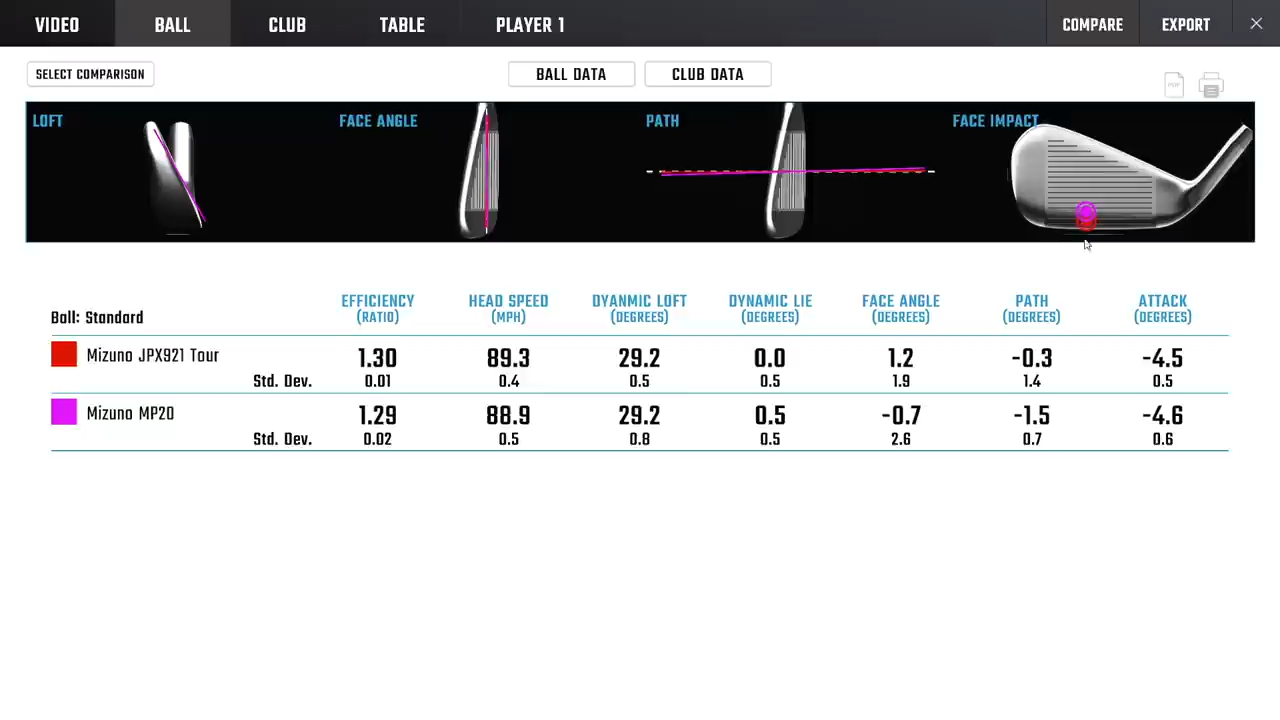 VIDEO BALL CLUB TABLE PLAYER 1 COMPARE EXPORT
SELECT COMPARISON BALL DATA CLUB DATA
PDF
LOFT FACE ANGLE PATH FACE IMPACT
EFFICIENCY HEAD SPEED DYANMIC LOFT DYNAMIC LIE FACE ANGLE PATH ATTACK
Ball: Standard (RATIO) (MPH) (DEGREES) (DEGREES) (DEGREES) (DEGREES) (DEGREES)
Mizuno JPX921 Tour 1.30 89.3 29.2 0.0 1.2 -0.3 -4.5
Std. Dev. 0.01 0.4 0.5 0.5 1.9 1.4 0.5
Mizuno MP20 1.29 88.9 29.2 0.5 -0.7 -1.5 -4.6
Std. Dev. 0.02 0.5 0.8 0.5 2.6 0.7 0.6